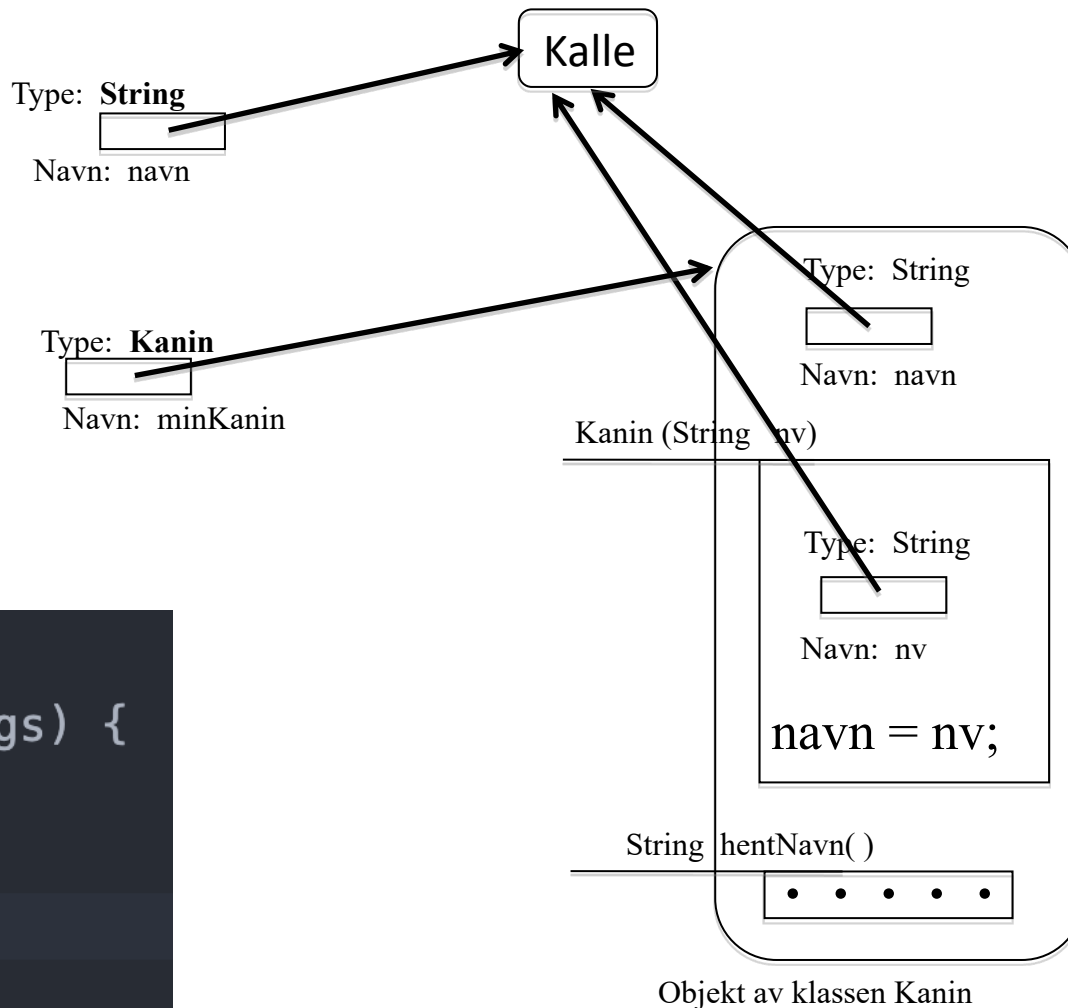 Kalle
Type: String
Navn: navn
Type: String
Navn: navn
Type: Kanin
Navn: minKanin
Kanin (String nv)
Type: String
Navn: nv
navn = nv;
gs) {
String hentNavn( )
• • • • •
Objekt av klassen Kanin